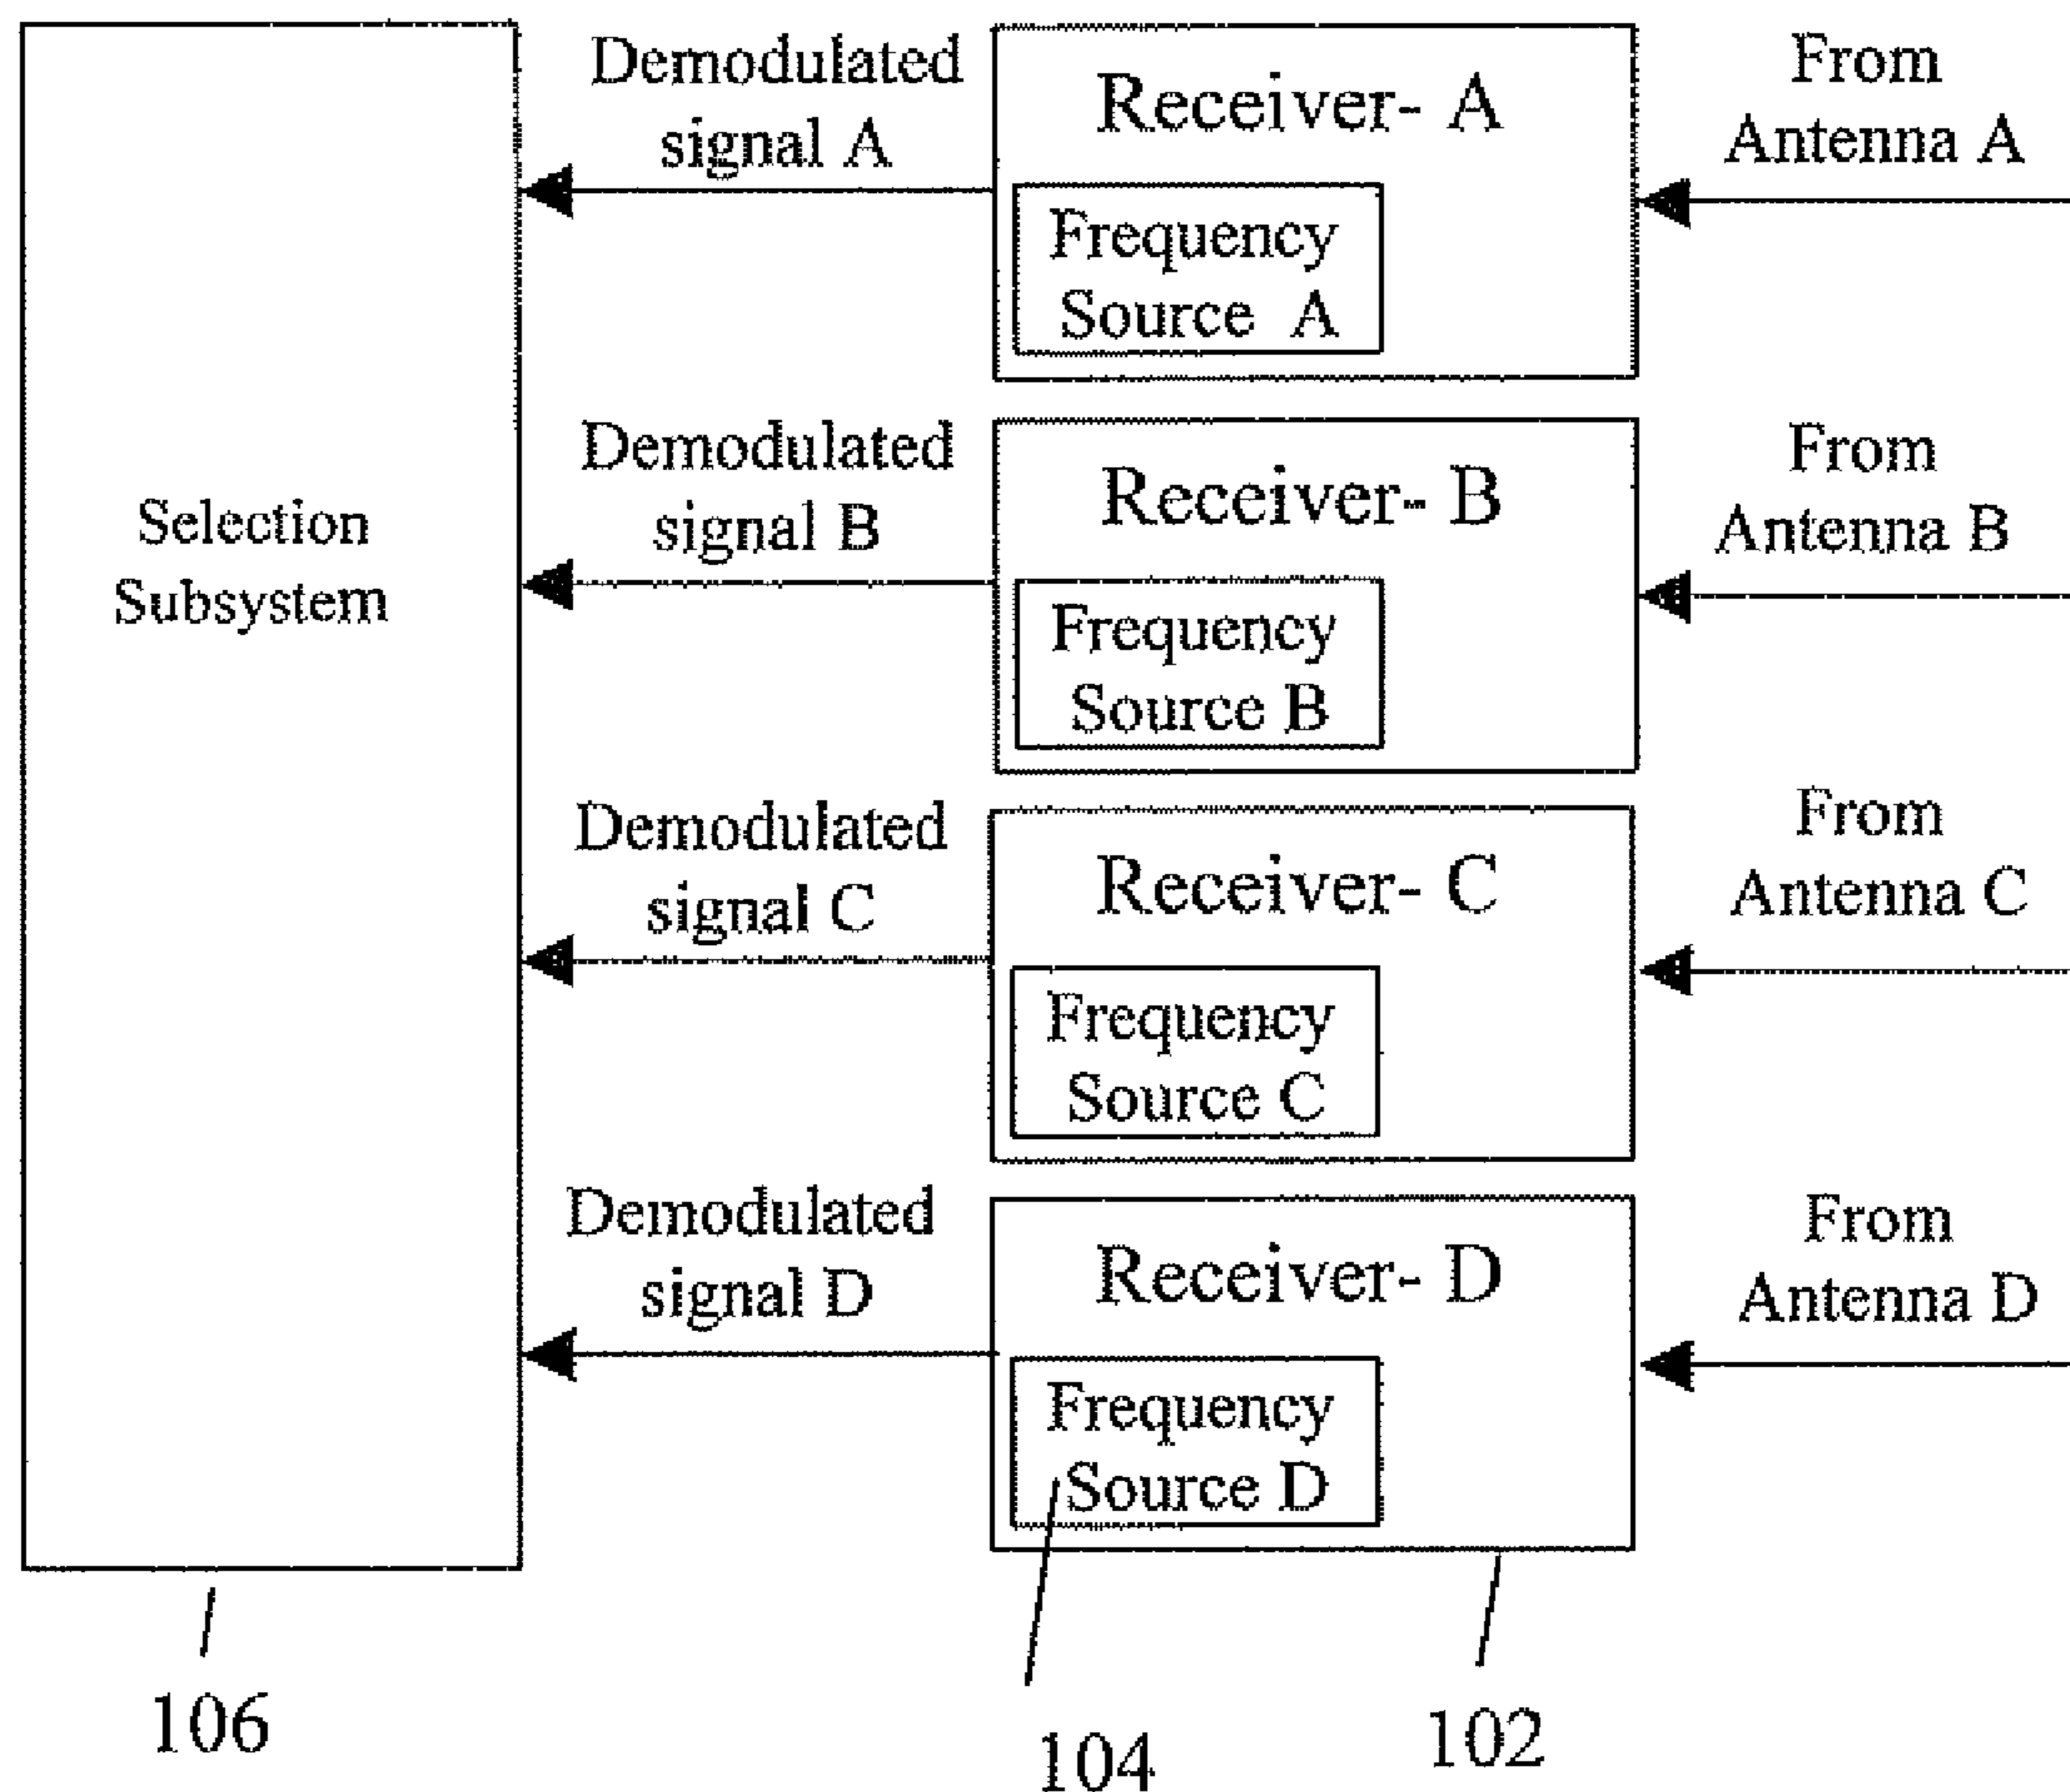 Demodulated
signal A
Receiver- A
Frequency
Source A
From
Antenna A
Selection
Subsystem
Demodulated
signal B
Receiver- B
Frequency
Source B
From
Antenna B
Demodulated
signal C
Receiver- C
Frequency
Source C
From
Antenna C
Demodulated
signal D
Receiver- D
Frequency
Source D
From
Antenna D
106
104
102